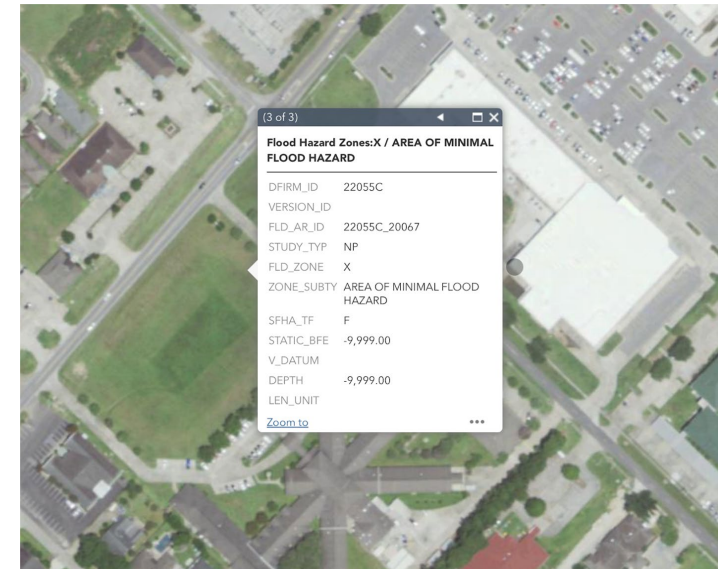 (3 of 3)
Flood Hazard Zones:X / AREA OF MINIMAL
FLOOD HAZARD
DFIRM_ID 22055C
VERSION_ID
FLD_AR_ID 22055C_20067
STUDY_TYP NP
FLD_ZONE X
ZONE_SUBTY AREA OF MINIMAL FLOOD
HAZARD
SFHA_TF F
STATIC_BFE -9,999.00
V_DATUM
DEPTH -9,999.00
LEN_UNIT
Zoom to